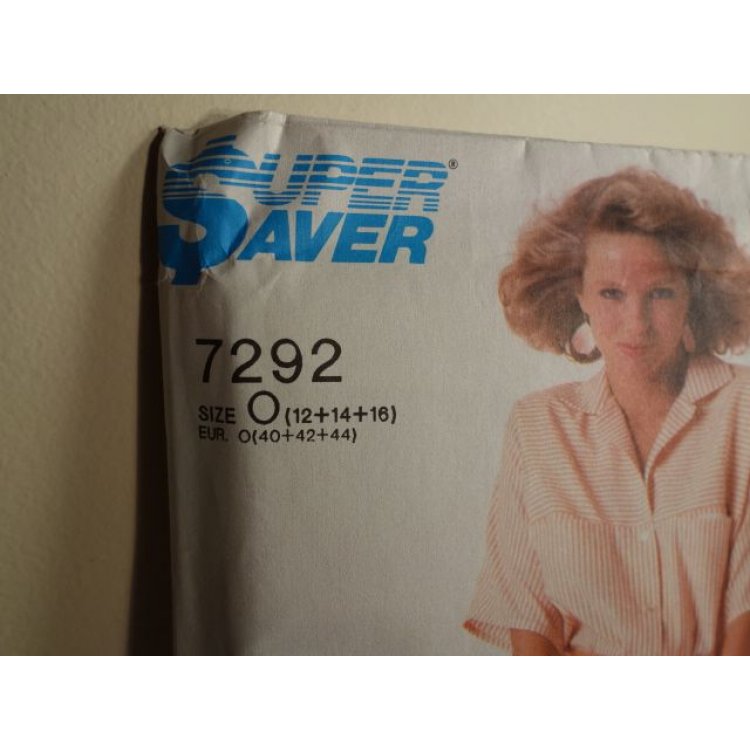 SUPER®
SAVER
7292
SIZE O (12+14+16)
EUR. O(40+42+44)